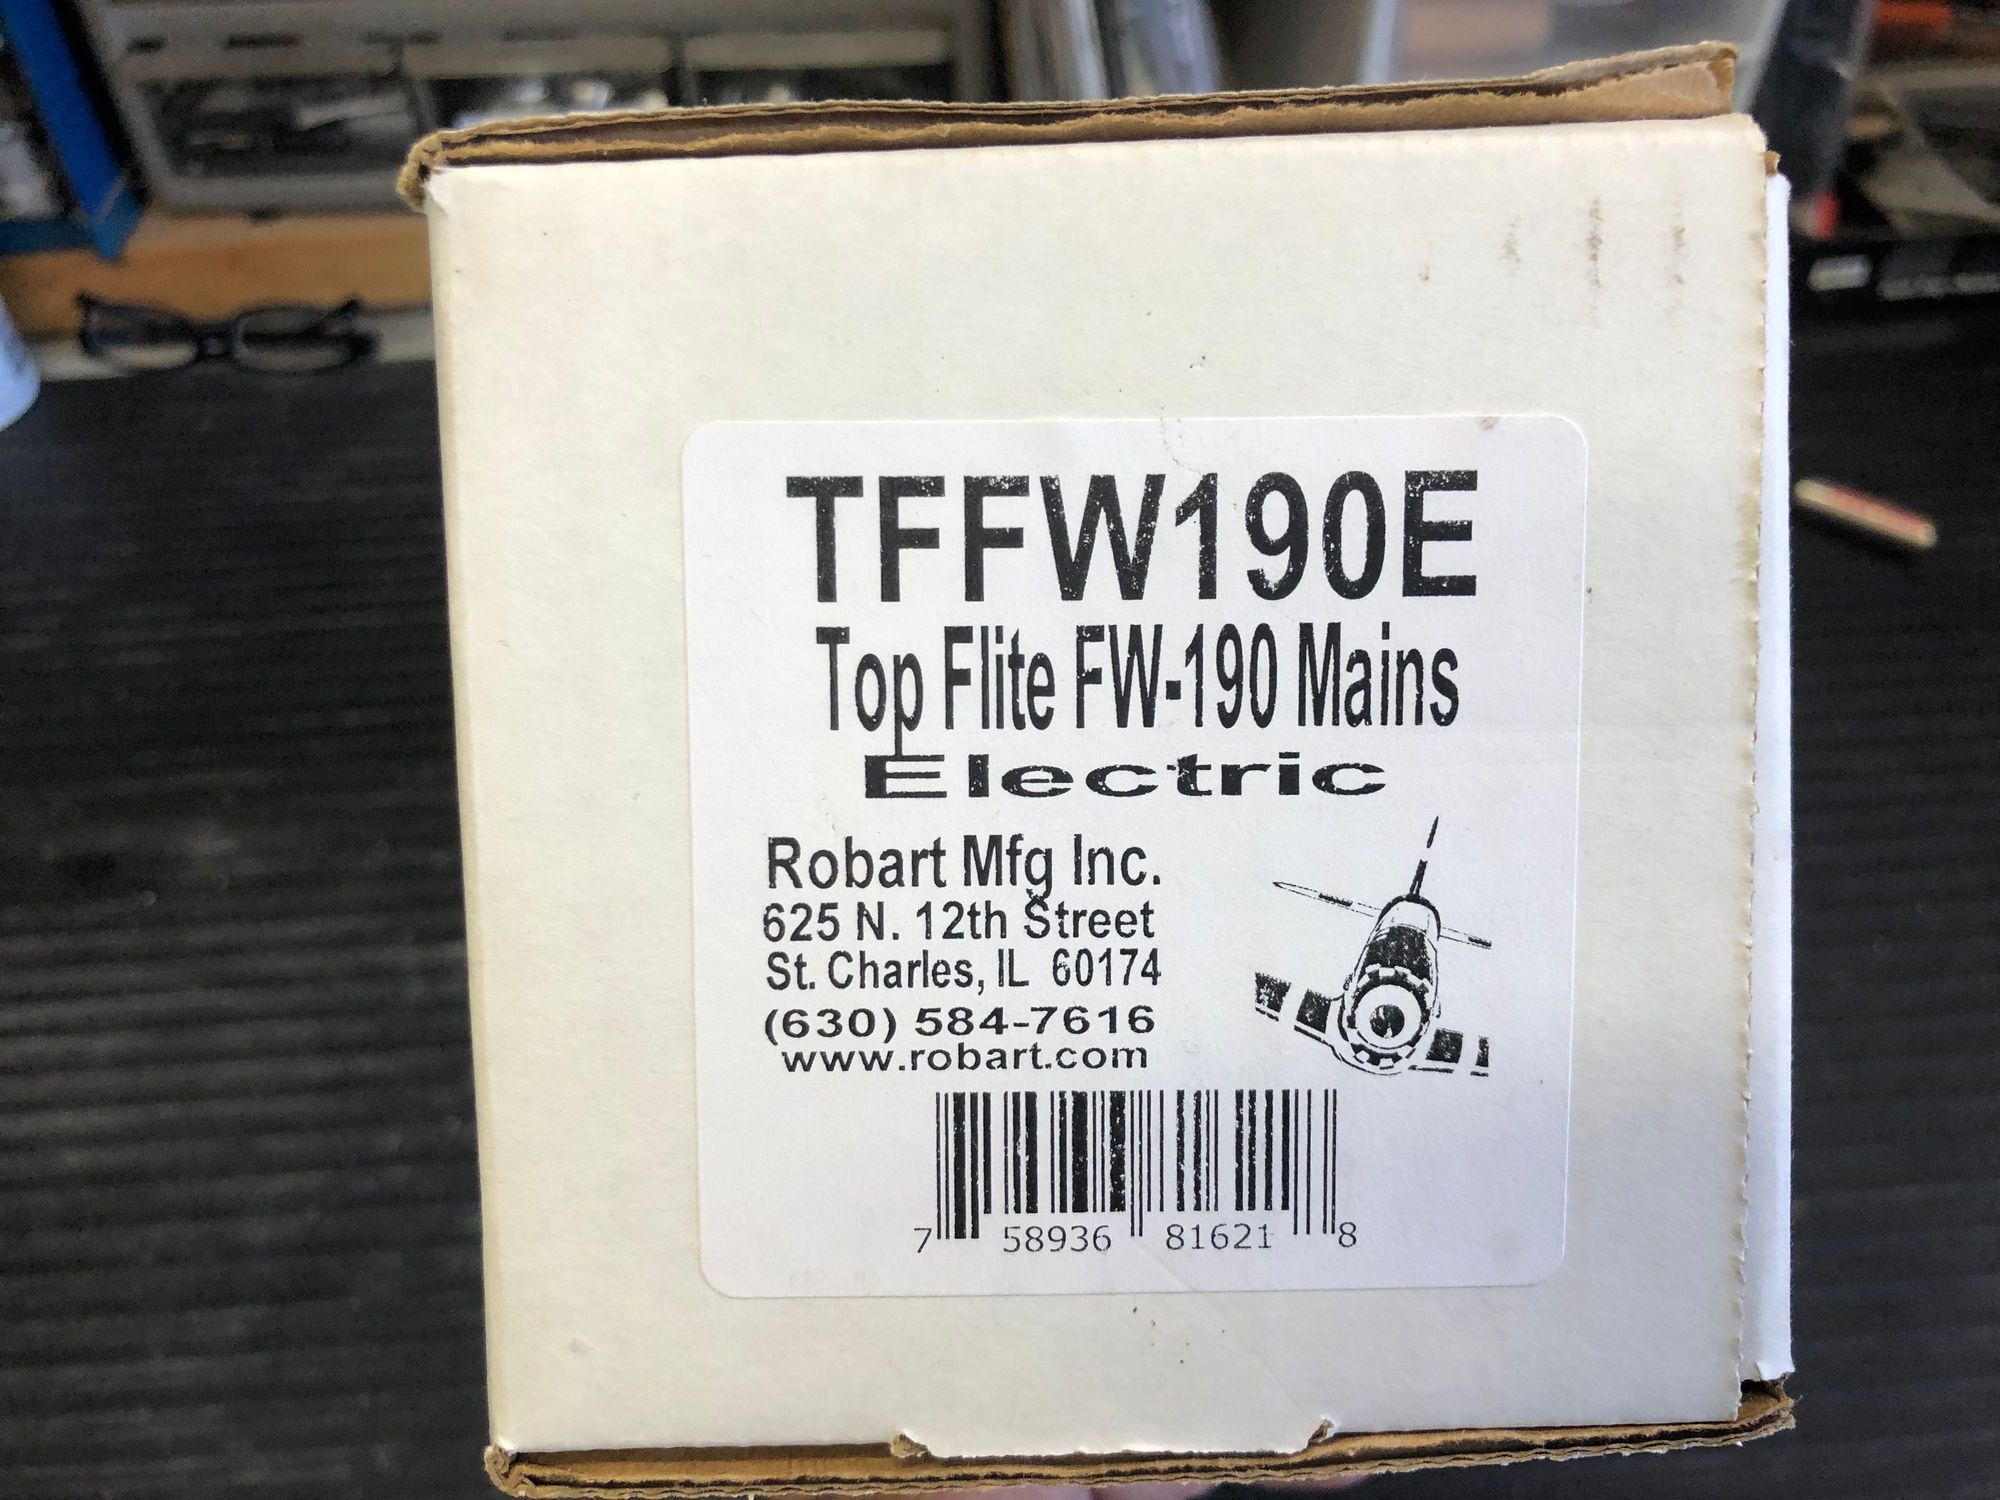 TFFW190E
Top Flite FW-190 Mains
Electric
Robart Mfg Inc.
625 N. 12th Street
St. Charles, IL 60174
(630) 584-7616
www.robart.com
7 58936 81621 8